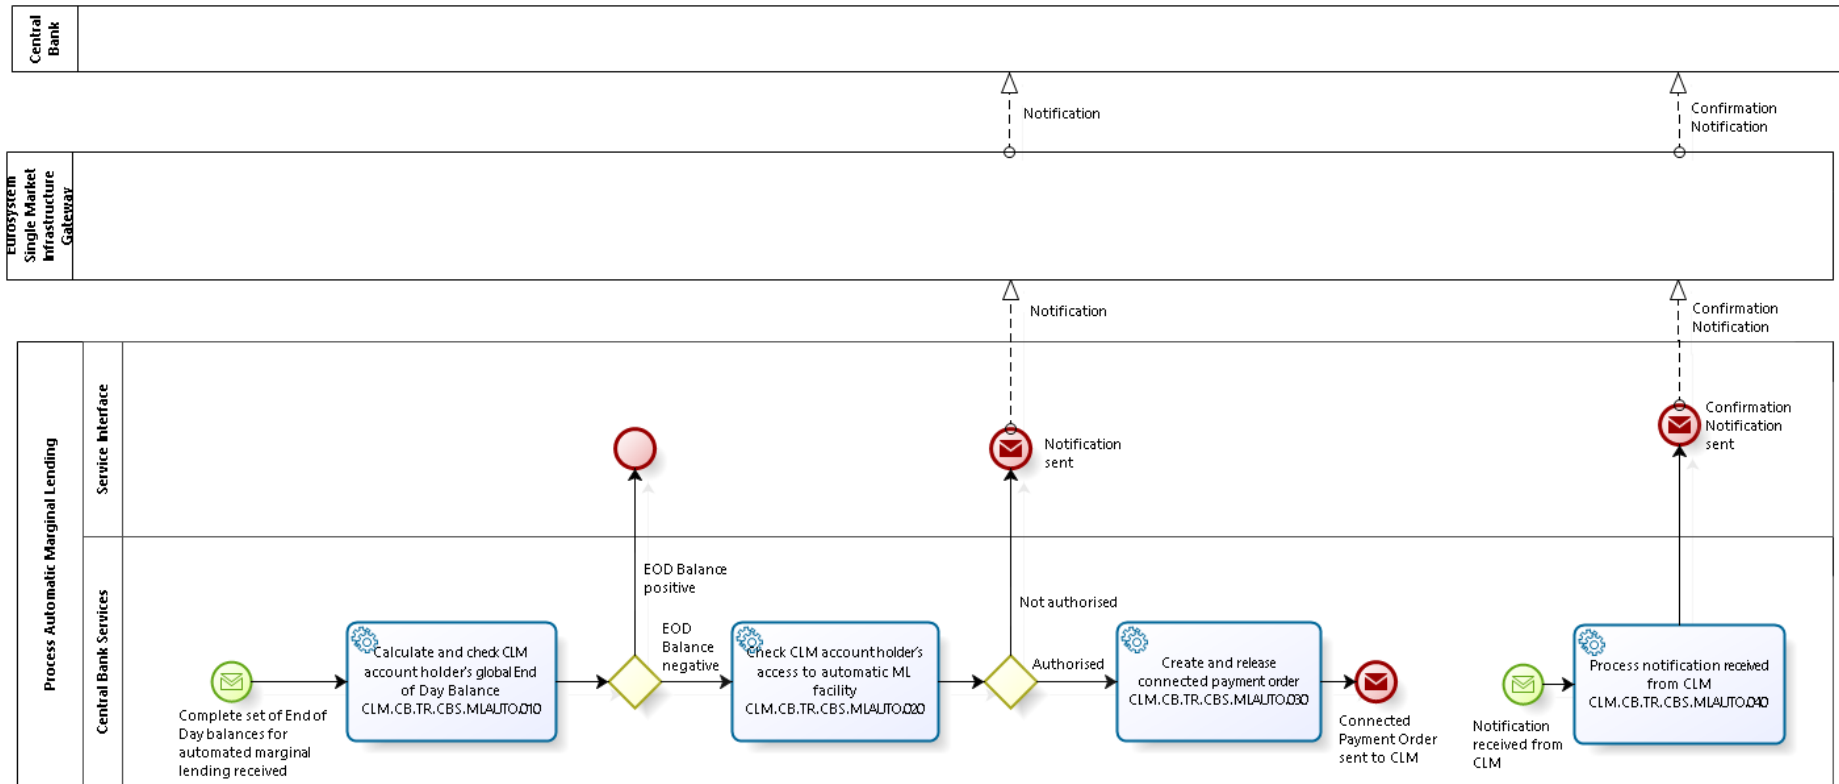 Central
Bank
Notification
Confirmation
Notification
Eurosystem
Single Market
Infrastructure
Gateway
Notification
Confirmation
Notification
Process Automatic Marginal Lending
Service Interface
Confirmation
Notification
sent
Notification
sent
Central Bank Services
EOD Balance
positive
Not authorised
EOD
Balance
negative
Authorised
Calculate and check CLM
account holder's global End
of Day Balance
CLM.CB.TR.CBS.MLAUTO.010
Check CLM account holder's
access to automatic ML
facility
CLM.CB.TR.CBS.MLAUTO.020
Create and release
connected payment order
CLM.CB.TR.CBS.MLAUTO.030
Process notification received
from CLM
CLM.CB.TR.CBS.MLAUTO.040
Complete set of End of
Day balances for
automated marginal
lending received
Connected
Payment Order
sent to CLM
Notification
received from
CLM